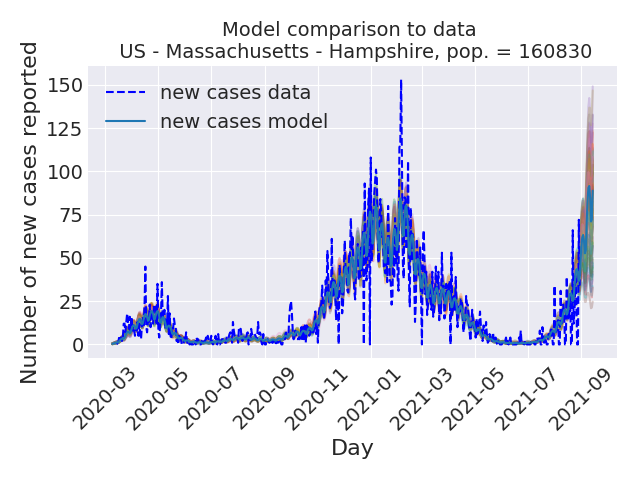 Model comparison to data
US - Massachusetts - Hampshire, pop. = 160830
Number of new cases reported
150
125
100
75
50
25
0
new cases data
new cases model
2020-03
2020-05
2020-07
2020-09
2020-11
2021-01
2021-03
2021-05
2021-07
2021-09
Day